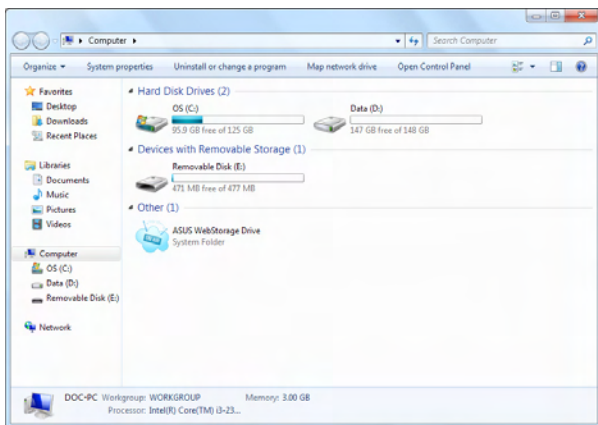 Computer
Search Computer
Organize System properties Uninstall or change a program Map network drive Open Control Panel
Favorites
Desktop
Downloads
Recent Places
Libraries
Documents
Music
Pictures
Videos
Computer
OS (C:)
Data (D:)
Removable Disk (E:)
Network
Hard Disk Drives (2)
OS (C:)
95.9 GB free of 125 GB
Data (D:)
147 GB free of 148 GB
Devices with Removable Storage (1)
Removable Disk (E:)
471 MB free of 477 MB
Other (1)
ASUS WebStorage Drive
System Folder
DOC-PC Workgroup: WORKGROUP Memory: 3.00 GB
Processor: Intel(R) Core(TM) i3-23...